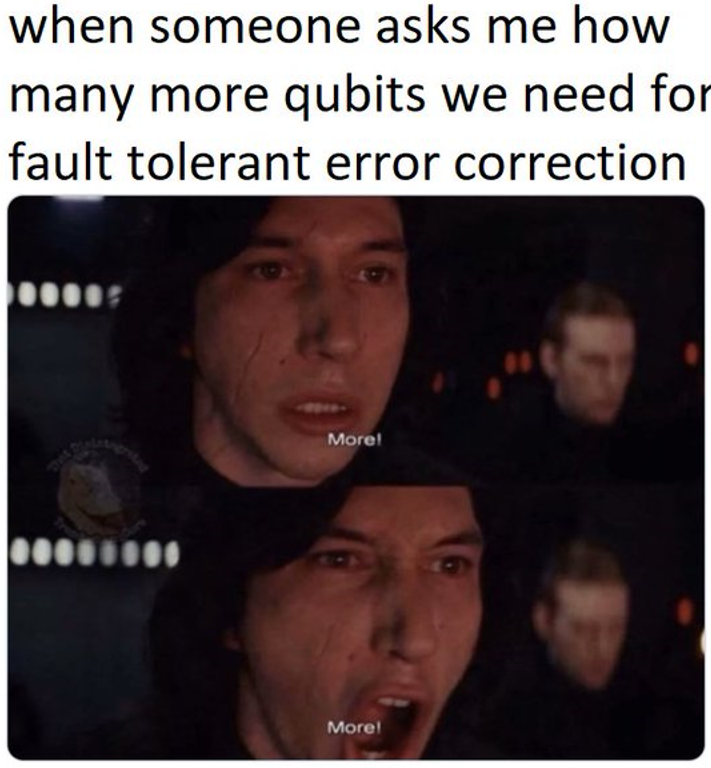 when someone asks me how
many more qubits we need for
fault tolerant error correction
More!
More!